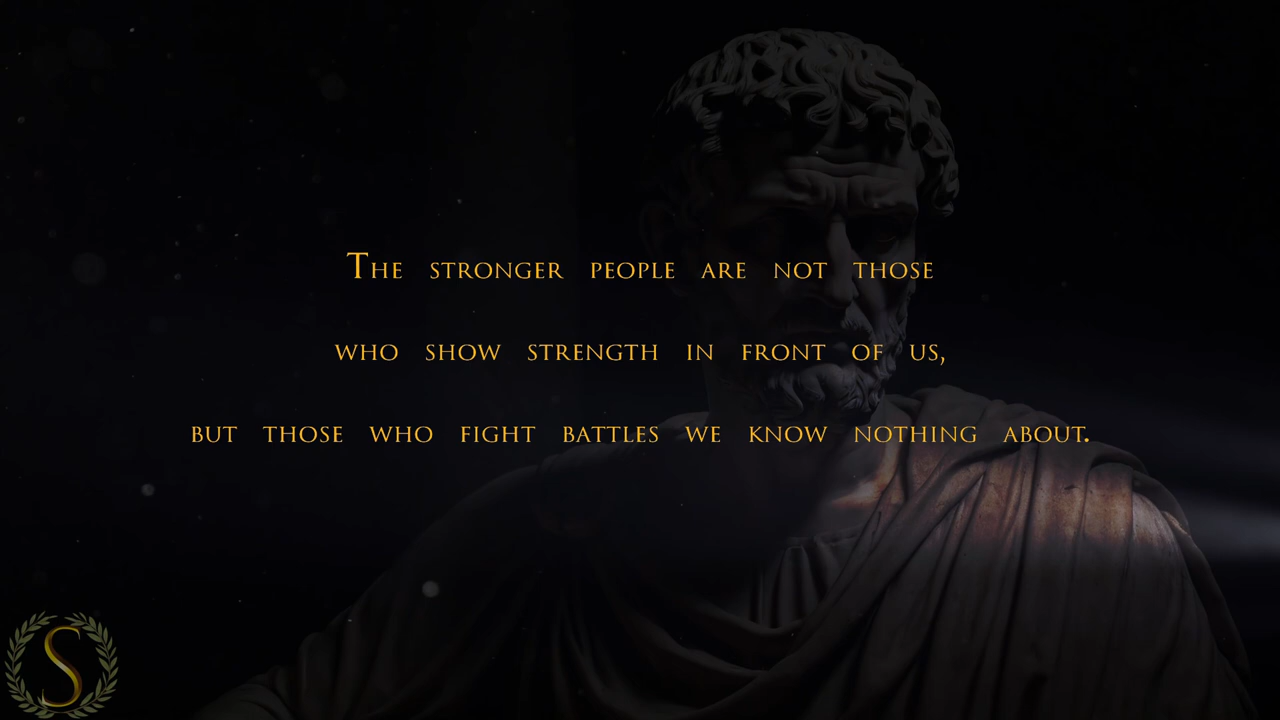 The stronger people are not those
who show strength in front of us,
but those who fight battles we know nothing about.
S